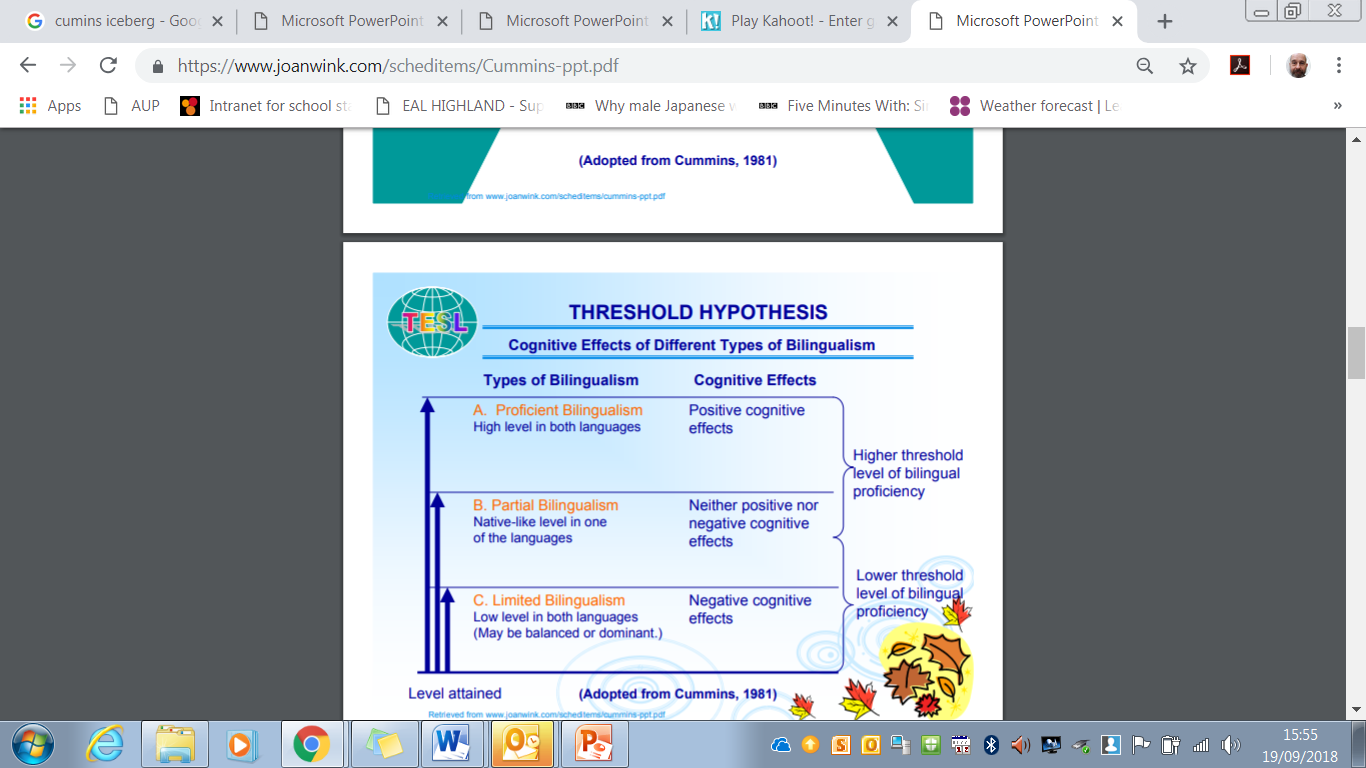 cumins iceberg - Goo
Microsoft PowerPoint
Microsoft PowerPoint
Play Kahoot! - Enter g
Microsoft PowerPoint
https://www.joanwink.com/scheditems/Cummins-ppt.pdf
Apps
AUP
Intranet for school sta
EAL HIGHLAND - Sup
BBC
Why male Japanese w
BBC
Five Minutes With: Si
Weather forecast | Le
»
(Adopted from Cummins, 1981)
from www.joanwink.com/scheditems/cummins-ppt.pdf
TESL
THRESHOLD HYPOTHESIS
Cognitive Effects of Different Types of Bilingualism
Types of Bilingualism
Cognitive Effects
A. Proficient Bilingualism
High level in both languages
Positive cognitive
effects
Higher threshold
level of bilingual
proficiency
B. Partial Bilingualism
Native-like level in one
of the languages
Neither positive nor
negative cognitive
effects
Lower threshold
level of bilingual
proficiency
C. Limited Bilingualism
Low level in both languages
(May be balanced or dominant.)
Negative cognitive
effects
Level attained
(Adopted from Cummins, 1981)
Retrieved from www.joanwink.com/scheditems/cummins-ppt.pdf
15:55
19/09/2018